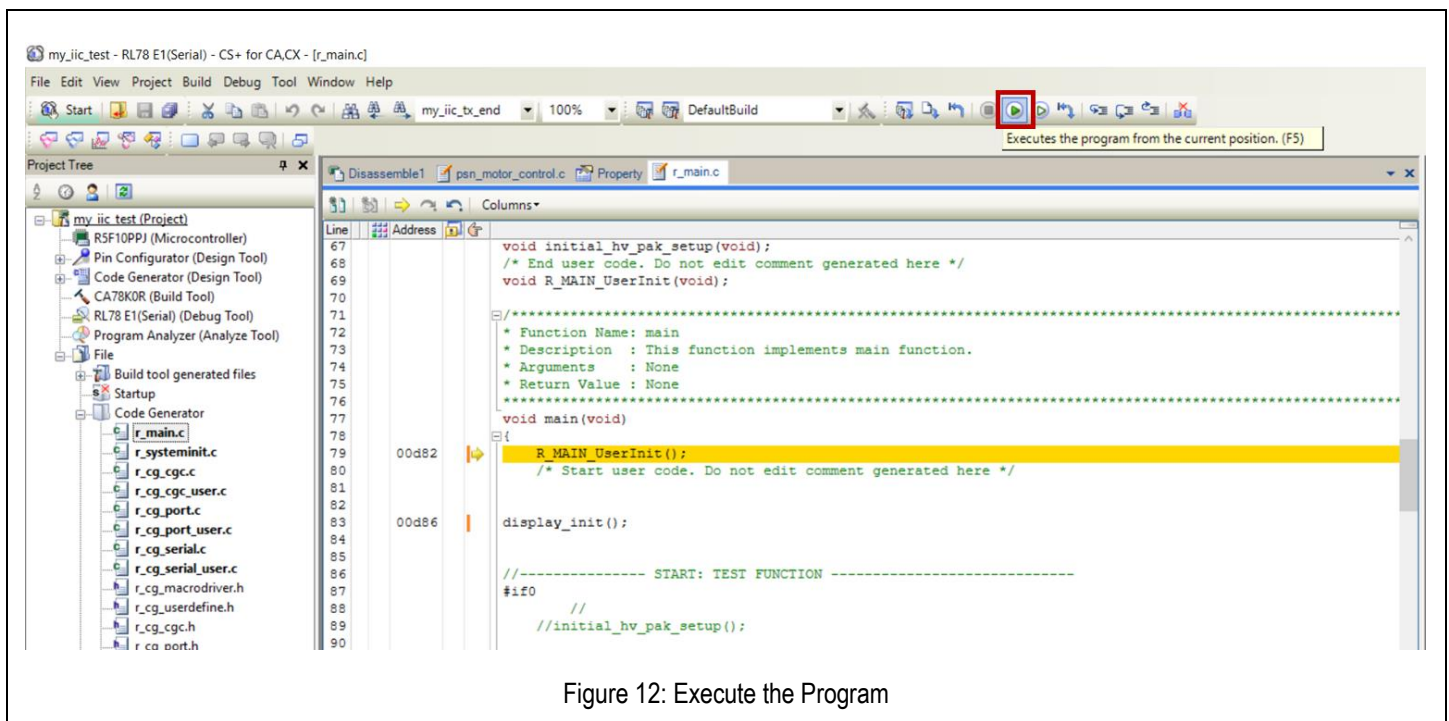 my_iic_test - RL78 E1(Serial) - CS+ for CA,CX - [r_main.c]
File Edit View Project Build Debug Tool Window Help
Start my_iic_tx_end 100% DefaultBuild
Executes the program from the current position. (F5)
Project Tree
Disassemble1 psn_motor_control.c Property r_main.c
Columns
Line Address
my_iic_test (Project)
R5F10PPJ (Microcontroller)
Pin Configurator (Design Tool)
Code Generator (Design Tool)
CA78K0R (Build Tool)
RL78 E1(Serial) (Debug Tool)
Program Analyzer (Analyze Tool)
File
Build tool generated files
Startup
Code Generator
r_main.c
r_systeminit.c
r_cg_cgc.c
r_cg_cgc_user.c
r_cg_port.c
r_cg_port_user.c
r_cg_serial.c
r_cg_serial_user.c
r_cg_macrodriver.h
r_cg_userdefine.h
r_cg_cgc.h
r_cg_port.h
67 void initial_hv_pak_setup(void);
68 /* End user code. Do not edit comment generated here */
69 void R_MAIN_UserInit(void);
70
71 /***********************************************************************************************************
72 * Function Name: main
73 * Description : This function implements main function.
74 * Arguments : None
75 * Return Value : None
76 ************************************************************************************************************
77 void main(void)
78 {
79 00d82 R_MAIN_UserInit();
80 /* Start user code. Do not edit comment generated here */
81
82
83 00d86 display_init();
84
85
86 //--------------- START: TEST FUNCTION -----------------------------
87 #if0
88 //
89 //initial_hv_pak_setup();
90
Figure 12: Execute the Program